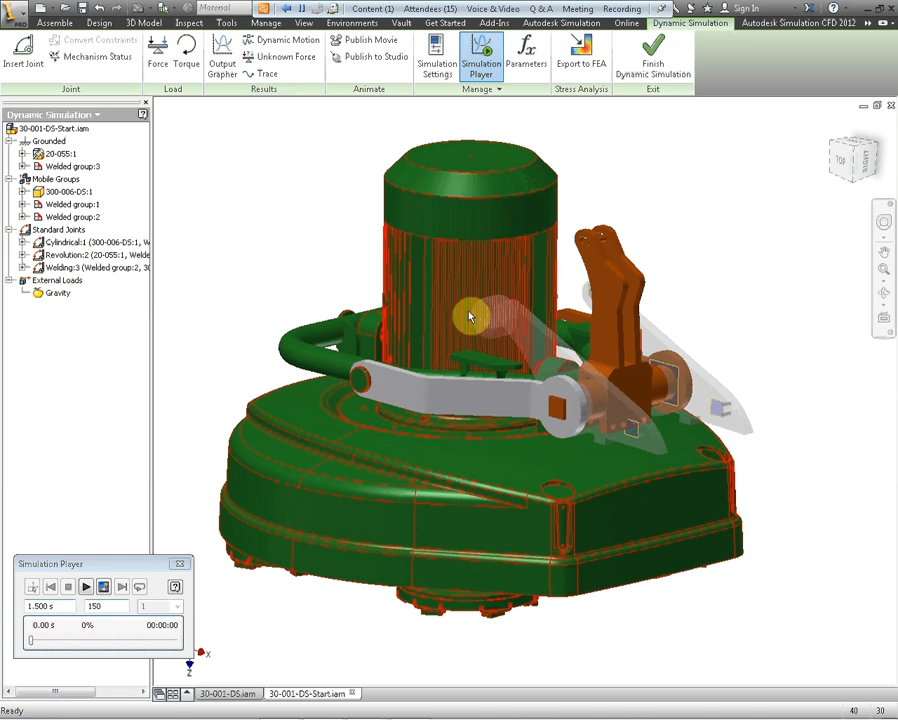 Material
Content (1)
Attendees (15)
Voice & Video
Q & A
Meeting
Recording
Sign In
PRO
Assembly
Design
3D Model
Inspect
Tools
Manage
View
Environments
Vault
Get Started
Add-Ins
Autodesk Simulation
Online
Dynamic Simulation
Autodesk Simulation CFD 2012
Insert Joint
Convert Constraints
Mechanism Status
Force
Torque
Output Grapher
Dynamic Motion
Unknown Force
Trace
Publish Movie
Publish to Studio
Simulation Settings
Simulation Player
fx
Parameters
Export to FEA
Finish Dynamic Simulation
Joint
Load
Results
Animate
Manage
Stress Analysis
Exit
Dynamic Simulation
30-001-DS-Start.iam
Grounded
20-055:1
Welded group:3
Mobile Groups
300-006-DS:1
Welded group:1
Welded group:2
Standard Joints
Cylindrical:1 (300-006-DS:1, W
Revolution:2 (20-055:1, Welde
Welding:3 (Welded group:2, 30
External Loads
Gravity
TOP
RIGHT
Simulation Player
1.500 s
150
1
0.00 s
0%
00:00:00
X
Z
30-001-DS.iam
30-001-DS-Start.iam
Ready
40
30